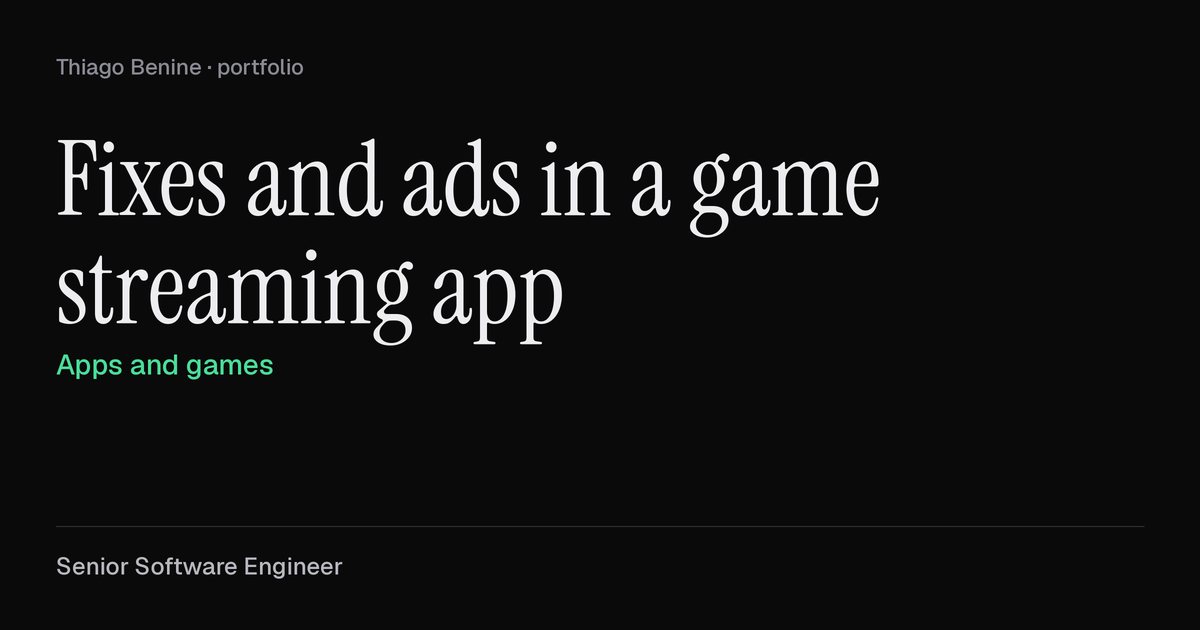 Thiago Benine · portfolio
Fixes and ads in a game
streaming app
Apps and games
Senior Software Engineer